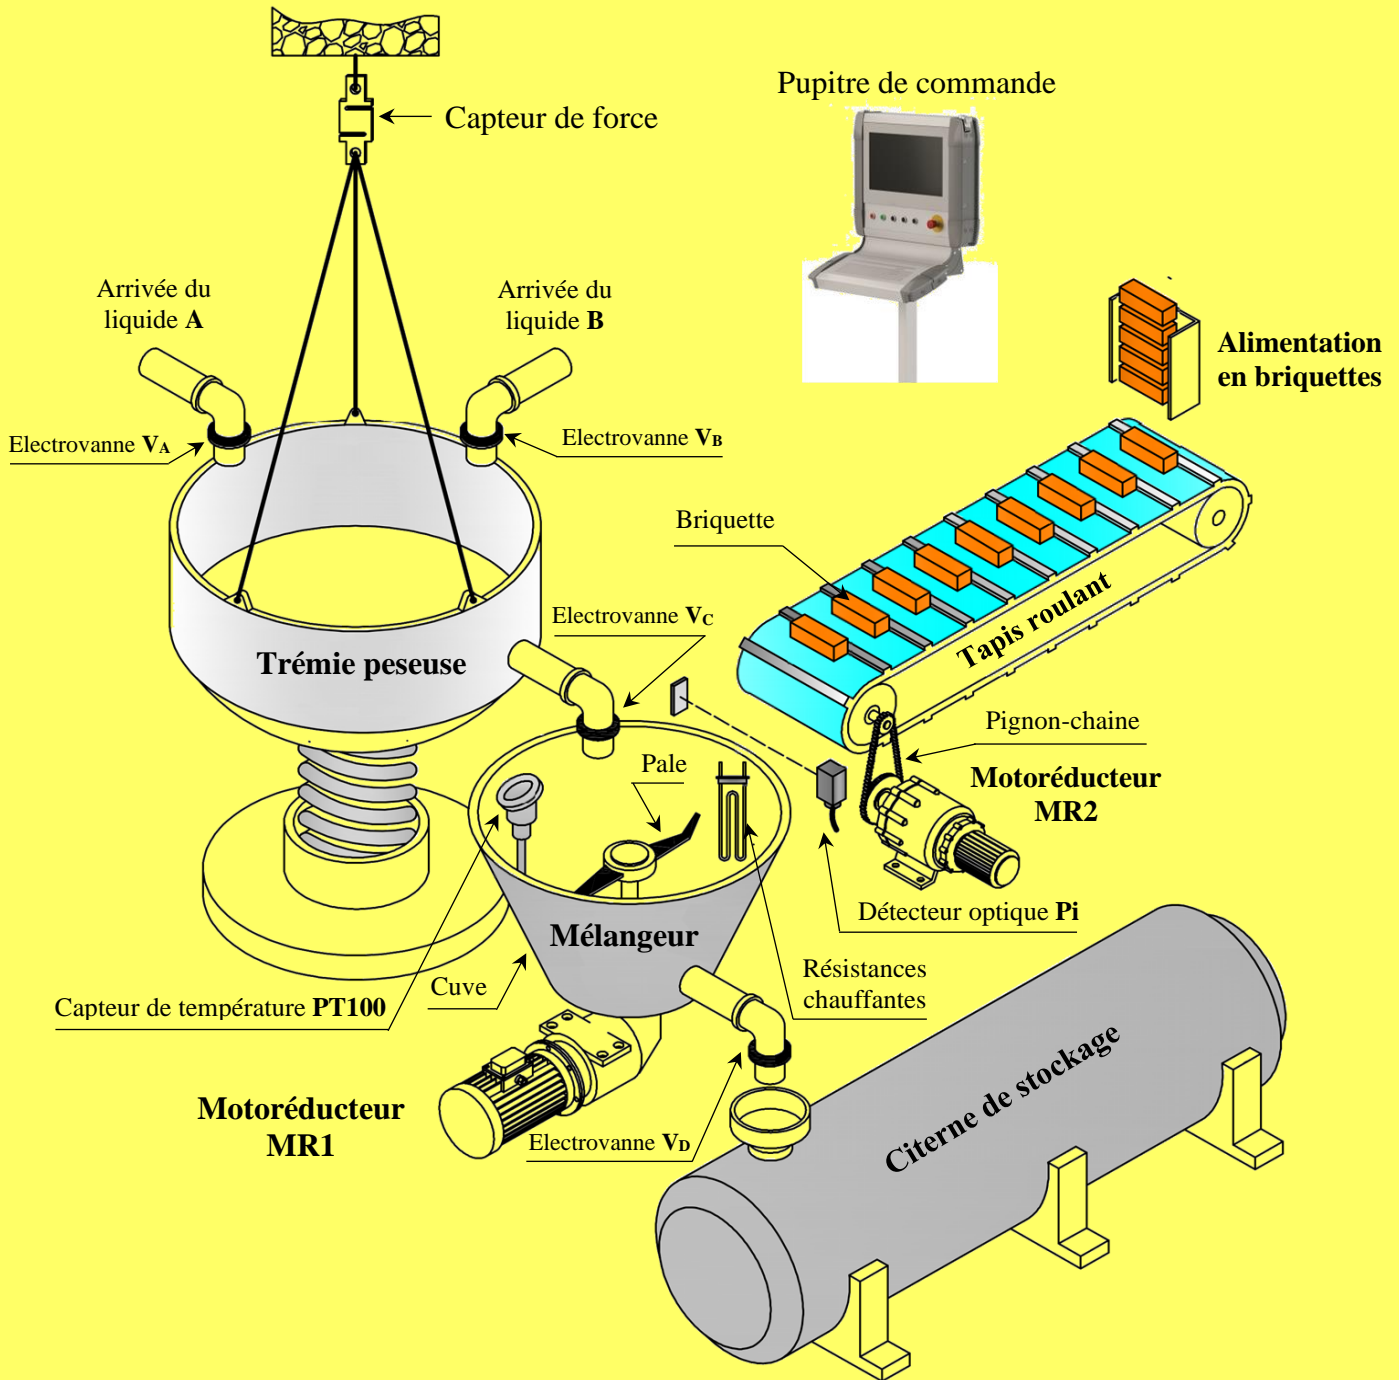 Pupitre de commande
Capteur de force
Arrivée du
liquide A
Arrivée du
liquide B
Alimentation
en briquettes
Electrovanne VA
Electrovanne VB
Briquette
Electrovanne VC
Tapis roulant
Trémie peseuse
Pignon-chaine
Pale
Motoréducteur
MR2
Détecteur optique Pi
Mélangeur
Résistances
chauffantes
Cuve
Capteur de température PT100
Citerne de stockage
Motoréducteur
MR1
Electrovanne VD